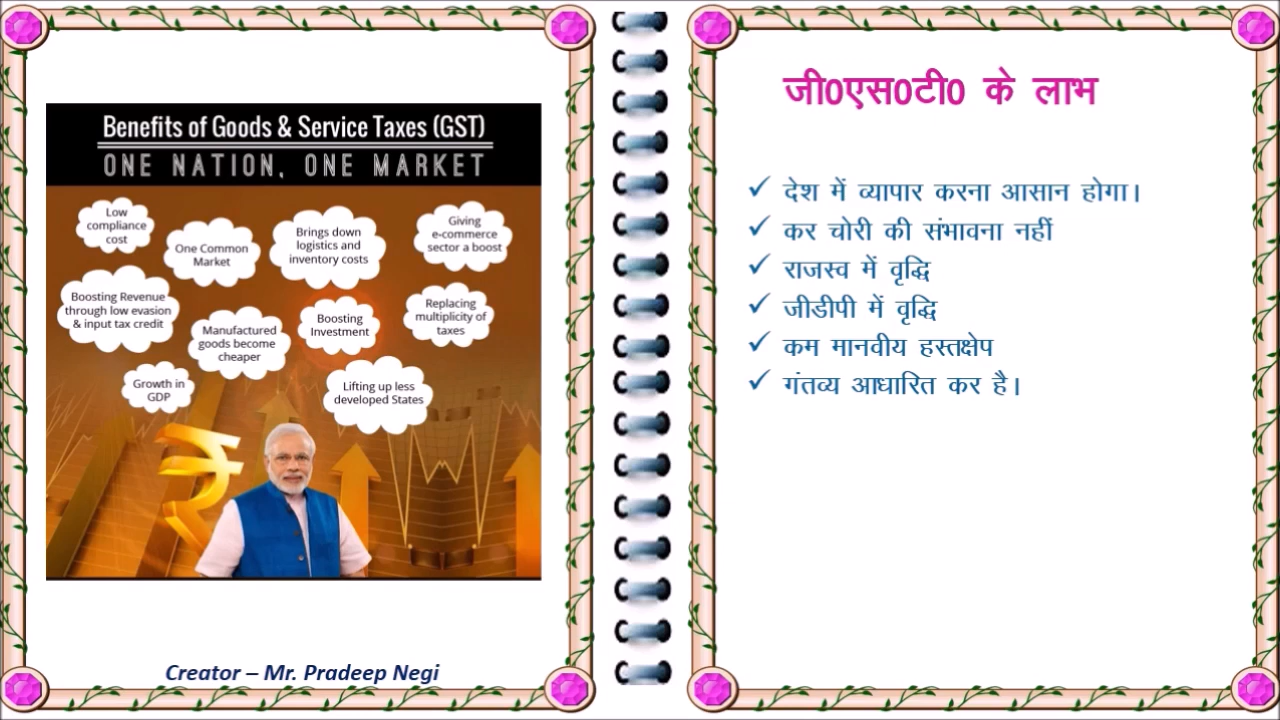 Benefits of Goods & Service Taxes (GST)
ONE NATION, ONE MARKET
Low
compliance
cost
One Common
Market
Brings down
logistics and
inventory costs
Giving
e-commerce
sector a boost
Boosting Revenue
through low evasion
& input tax credit
Manufactured
goods become
cheaper
Boosting
Investment
Replacing
multiplicity of
taxes
Growth in
GDP
Lifting up less
developed States
Creator – Mr. Pradeep Negi
जी0एस0टी0 के लाभ
✓ देश में व्यापार करना आसान होगा।
✓ कर चोरी की संभावना नहीं
✓ राजस्व में वृद्धि
✓ जीडीपी में वृद्धि
✓ कम मानवीय हस्तक्षेप
✓ गंतव्य आधारित कर है।